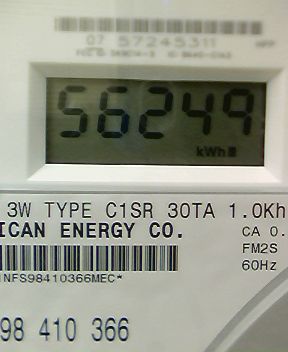 07 57245311
56249
kWh
3W TYPE C1SR 30TA 1.0Kh
ICAN ENERGY CO.
CA 0.
FM2S
60Hz
INFS98410366MEC*
98 410 366